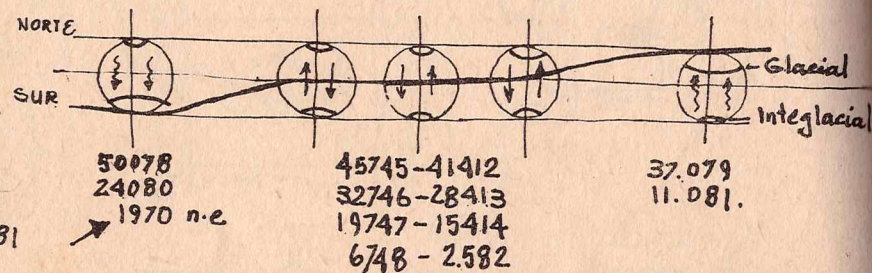 NORTE
SUR
Glacial
Integlacial
50078
24080
1970 n.e
45745-41412
32746-28413
19747-15414
6748 - 2.582
37.079
11.081.
81